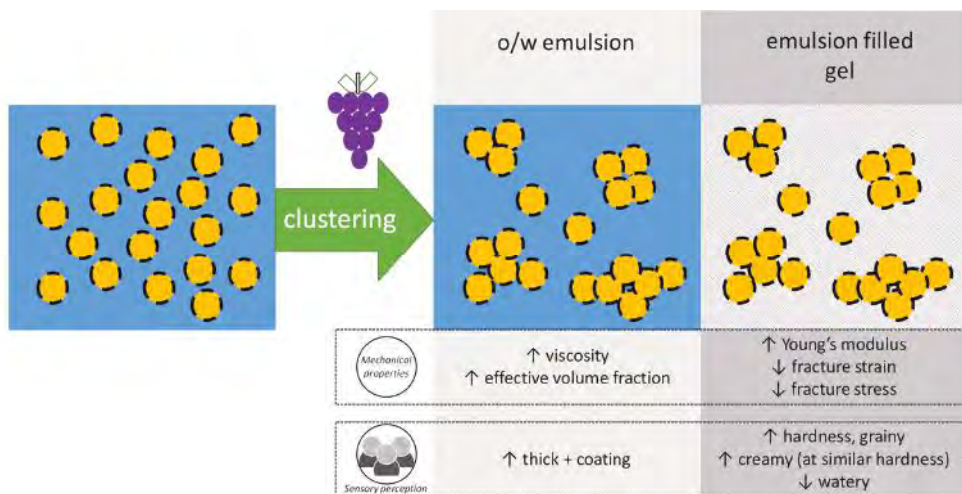 o/w emulsion
emulsion filled
gel
clustering
Mechanical
properties
↑ viscosity
↑ effective volume fraction
↑ Young's modulus
↓ fracture strain
↓ fracture stress
Sensory perception
↑ thick + coating
↑ hardness, grainy
↑ creamy (at similar hardness)
↓ watery